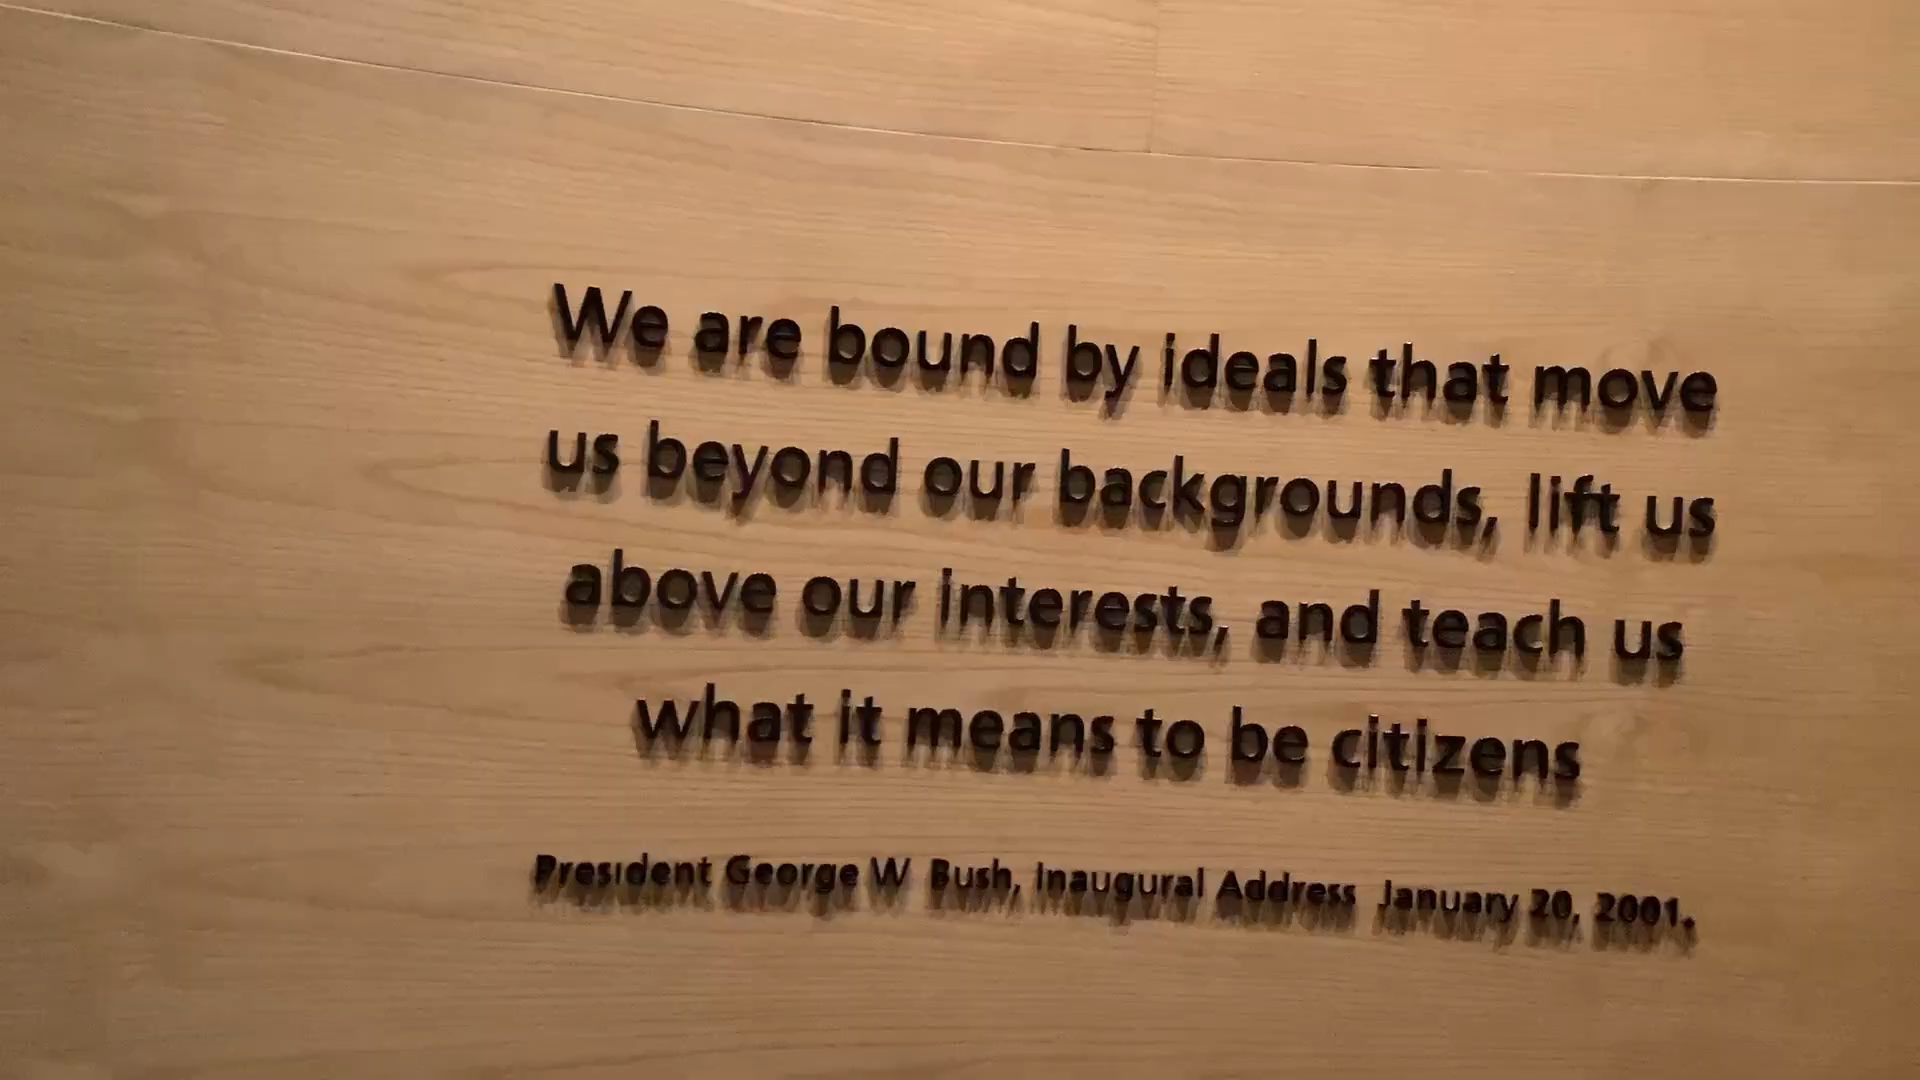 We are bound by ideals that move
us beyond our backgrounds, lift us
above our interests, and teach us
what it means to be citizens
President George W Bush, Inaugural Address January 20, 2001.